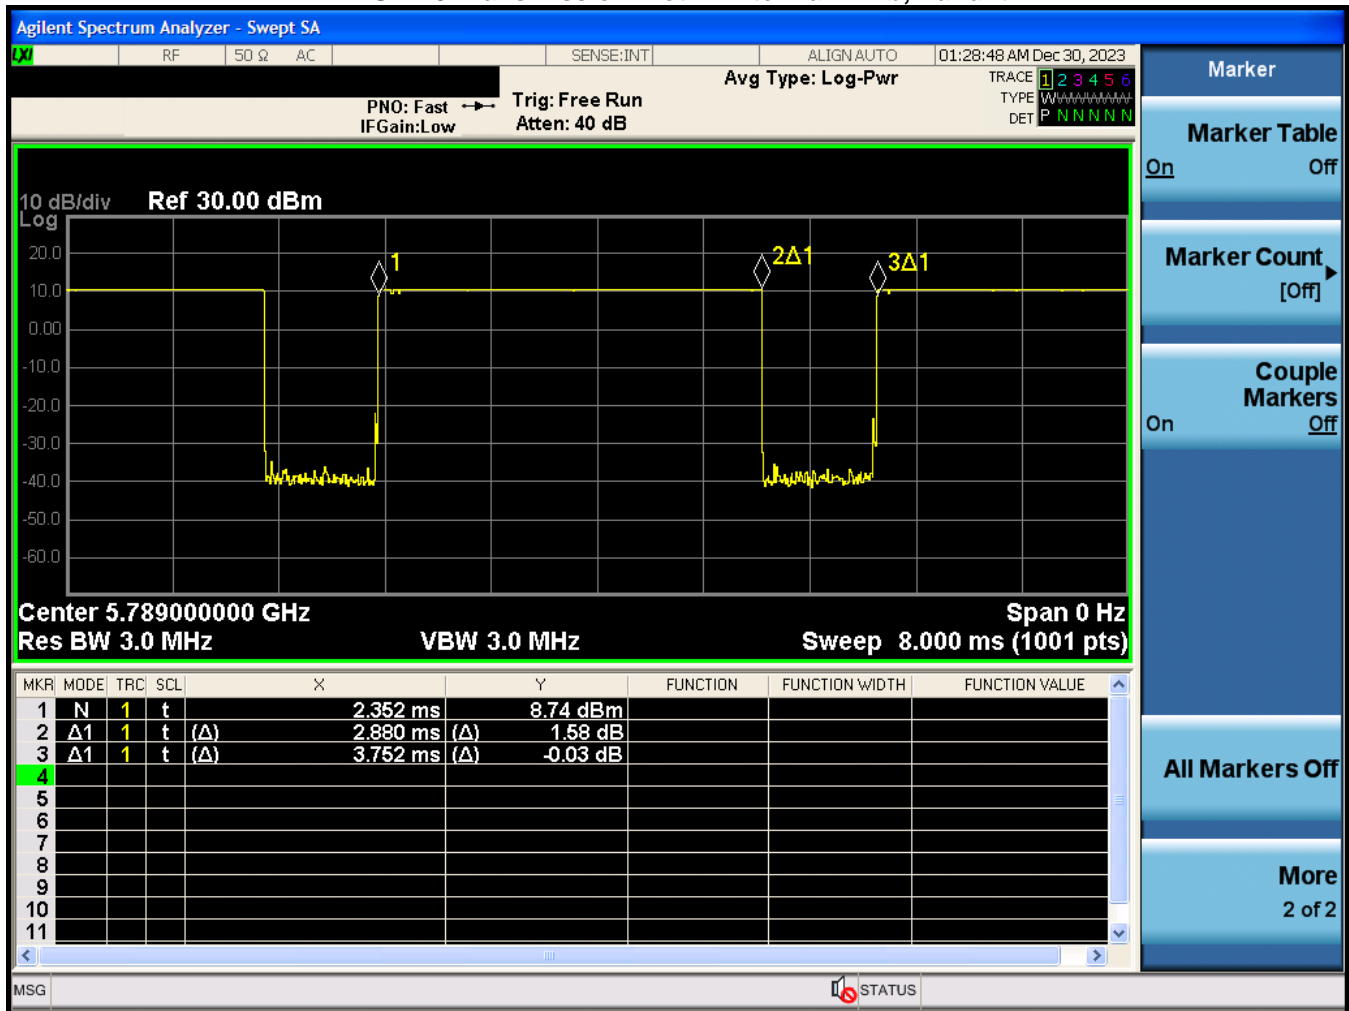 Agilent Spectrum Analyzer - Swept SA
LXI RF 50 Ω AC SENSE:INT ALIGN AUTO 01:28:48 AM Dec 30, 2023
PNO: Fast
IFGain:Low
Trig: Free Run
Atten: 40 dB
Avg Type: Log-Pwr
TRACE 1 2 3 4 5 6
TYPE W
DET P N N N N N
10 dB/div Ref 30.00 dBm
Log
20.0
10.0
0.00
-10.0
-20.0
-30.0
-40.0
-50.0
-60.0
1
2Δ1
3Δ1
Center 5.789000000 GHz Span 0 Hz
Res BW 3.0 MHz VBW 3.0 MHz Sweep 8.000 ms (1001 pts)
MKR MODE TRC SCL X Y FUNCTION FUNCTION WIDTH FUNCTION VALUE
1 N 1 t 2.352 ms 8.74 dBm
2 Δ1 1 t (Δ) 2.880 ms (Δ) 1.58 dB
3 Δ1 1 t (Δ) 3.752 ms (Δ) -0.03 dB
4
5
6
7
8
9
10
11
MSG STATUS
Marker
Marker Table
On Off
Marker Count
[Off]
Couple
Markers
On Off
All Markers Off
More
2 of 2